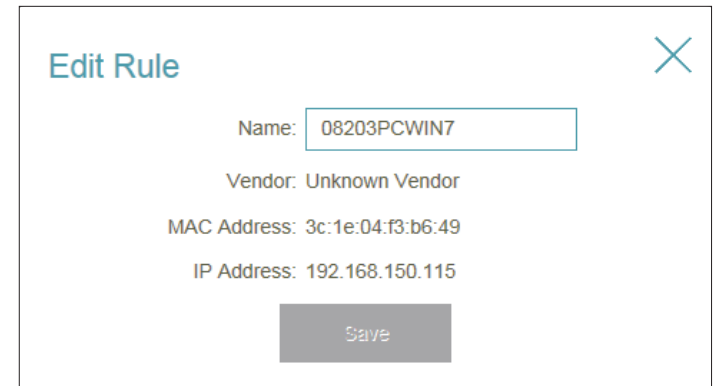 Edit Rule
Name: 08203PCWIN7
Vendor: Unknown Vendor
MAC Address: 3c:1e:04:f3:b6:49
IP Address: 192.168.150.115
Save